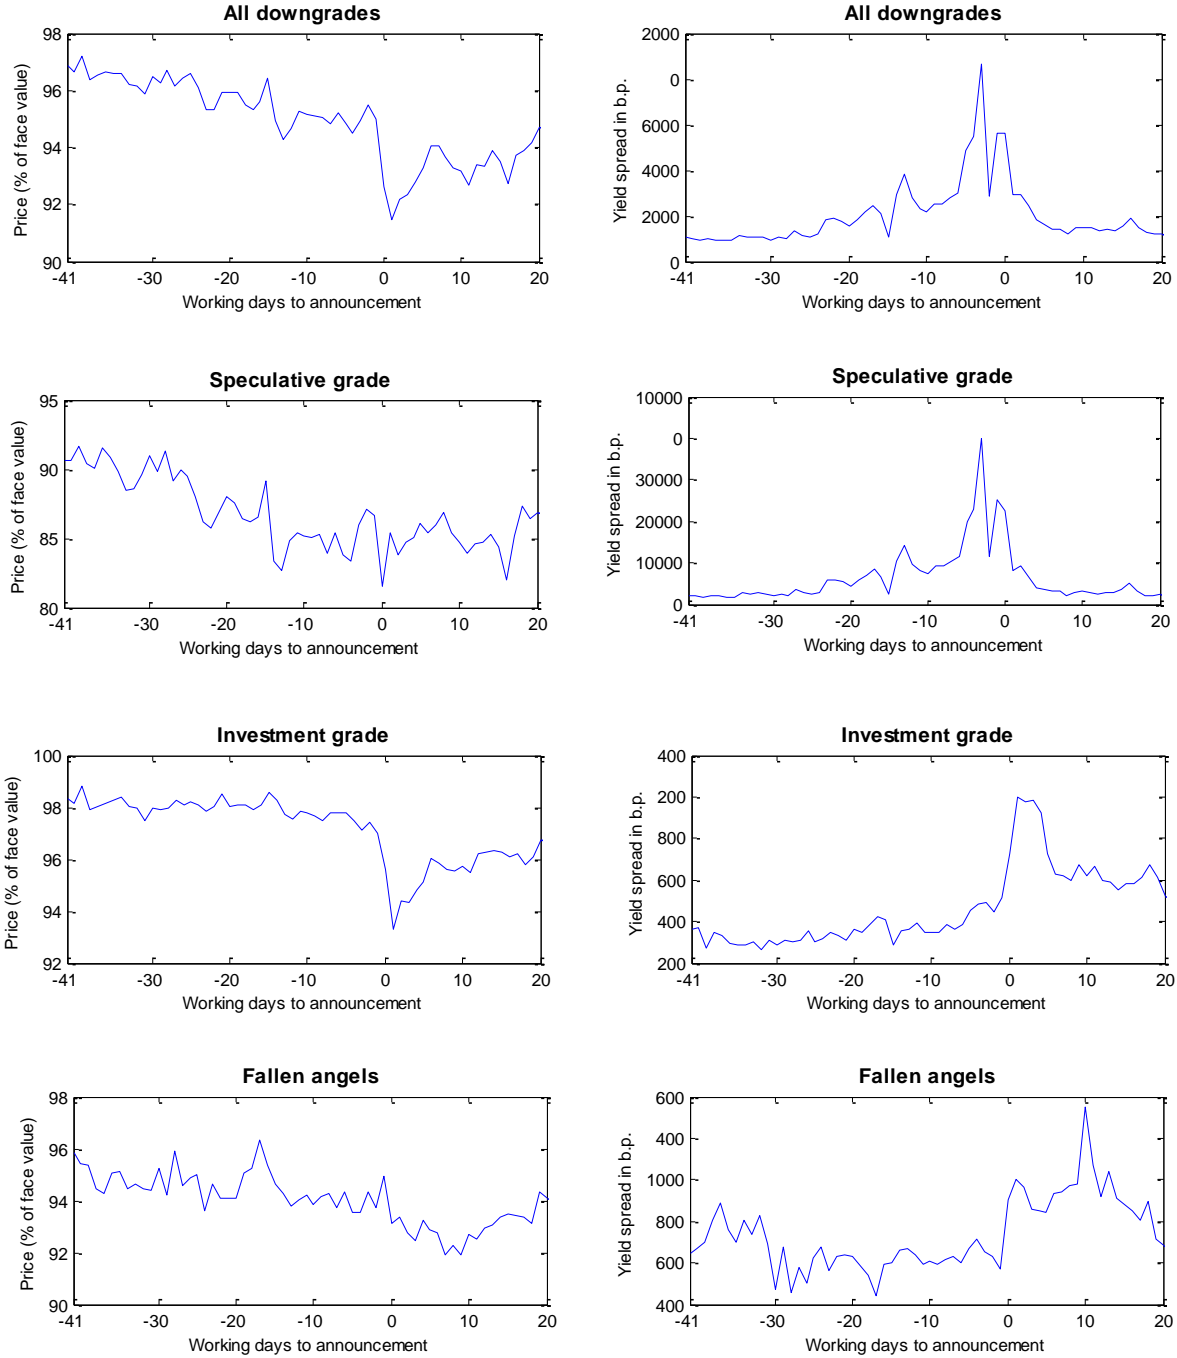 All downgrades
Price (% of face value)
98
96
94
92
90
-41 -30 -20 -10 0 10 20
Working days to announcement
All downgrades
Yield spread in b.p.
2000
0
6000
4000
2000
0
-41 -30 -20 -10 0 10 20
Working days to announcement
Speculative grade
Price (% of face value)
95
90
85
80
-41 -30 -20 -10 0 10 20
Working days to announcement
Speculative grade
Yield spread in b.p.
10000
0
30000
20000
10000
0
-41 -30 -20 -10 0 10 20
Working days to announcement
Investment grade
Price (% of face value)
100
98
96
94
92
-41 -30 -20 -10 0 10 20
Working days to announcement
Investment grade
Yield spread in b.p.
400
200
800
600
400
200
-41 -30 -20 -10 0 10 20
Working days to announcement
Fallen angels
Price (% of face value)
98
96
94
92
90
-41 -30 -20 -10 0 10 20
Working days to announcement
Fallen angels
Yield spread in b.p.
600
400
1000
800
600
400
-41 -30 -20 -10 0 10 20
Working days to announcement